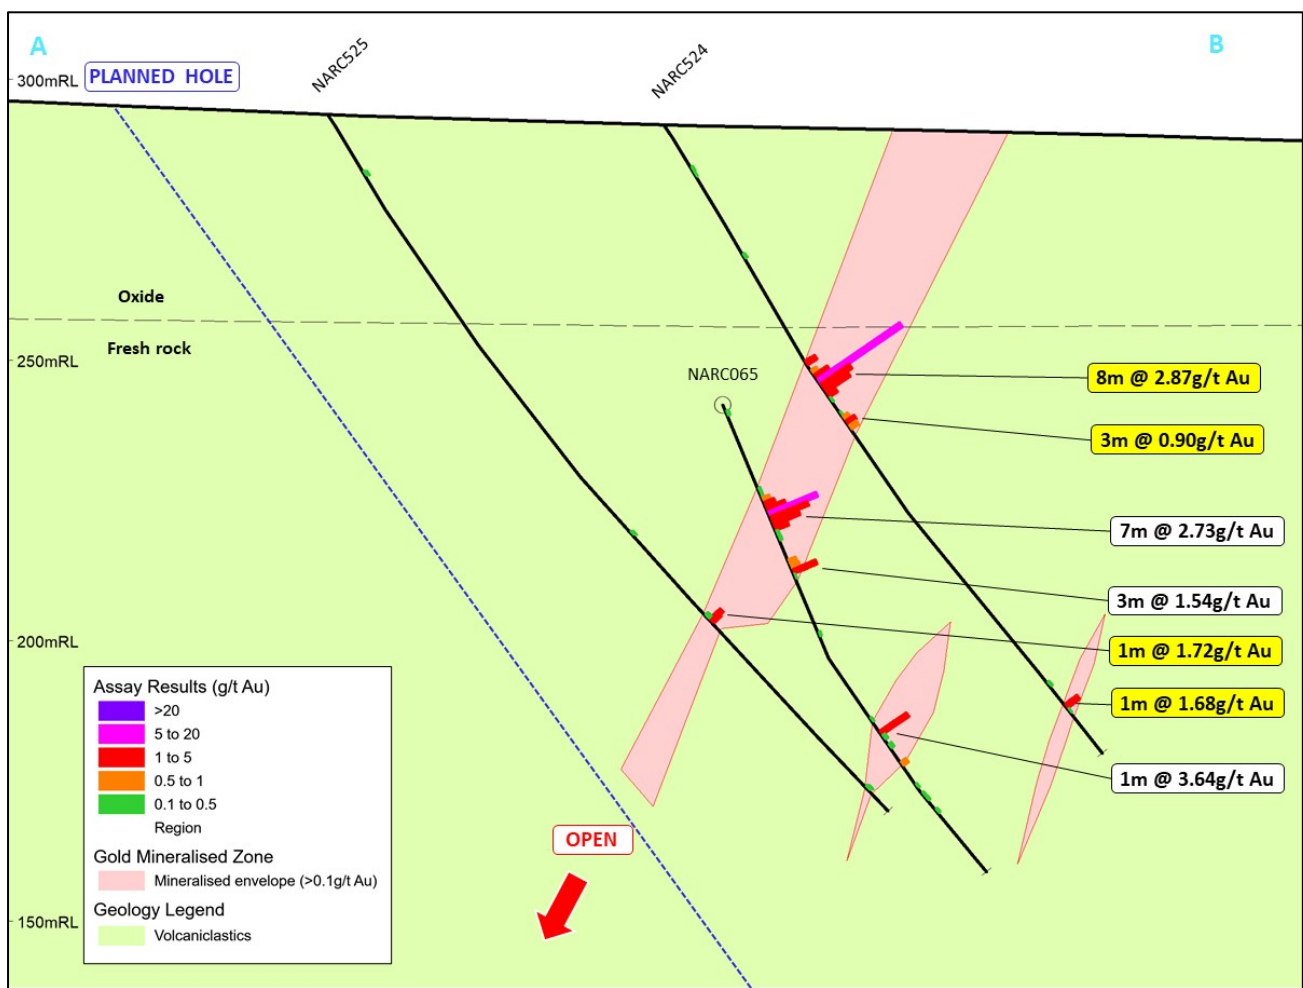 A
B
PLANNED HOLE
NARC525
NARC524
300mRL
Oxide
Fresh rock
250mRL
NARC065
8m @ 2.87g/t Au
3m @ 0.90g/t Au
7m @ 2.73g/t Au
3m @ 1.54g/t Au
200mRL
1m @ 1.72g/t Au
1m @ 1.68g/t Au
1m @ 3.64g/t Au
OPEN
150mRL
Assay Results (g/t Au)
>20
5 to 20
1 to 5
0.5 to 1
0.1 to 0.5
Region
Gold Mineralised Zone
Mineralised envelope (>0.1g/t Au)
Geology Legend
Volcaniclastics